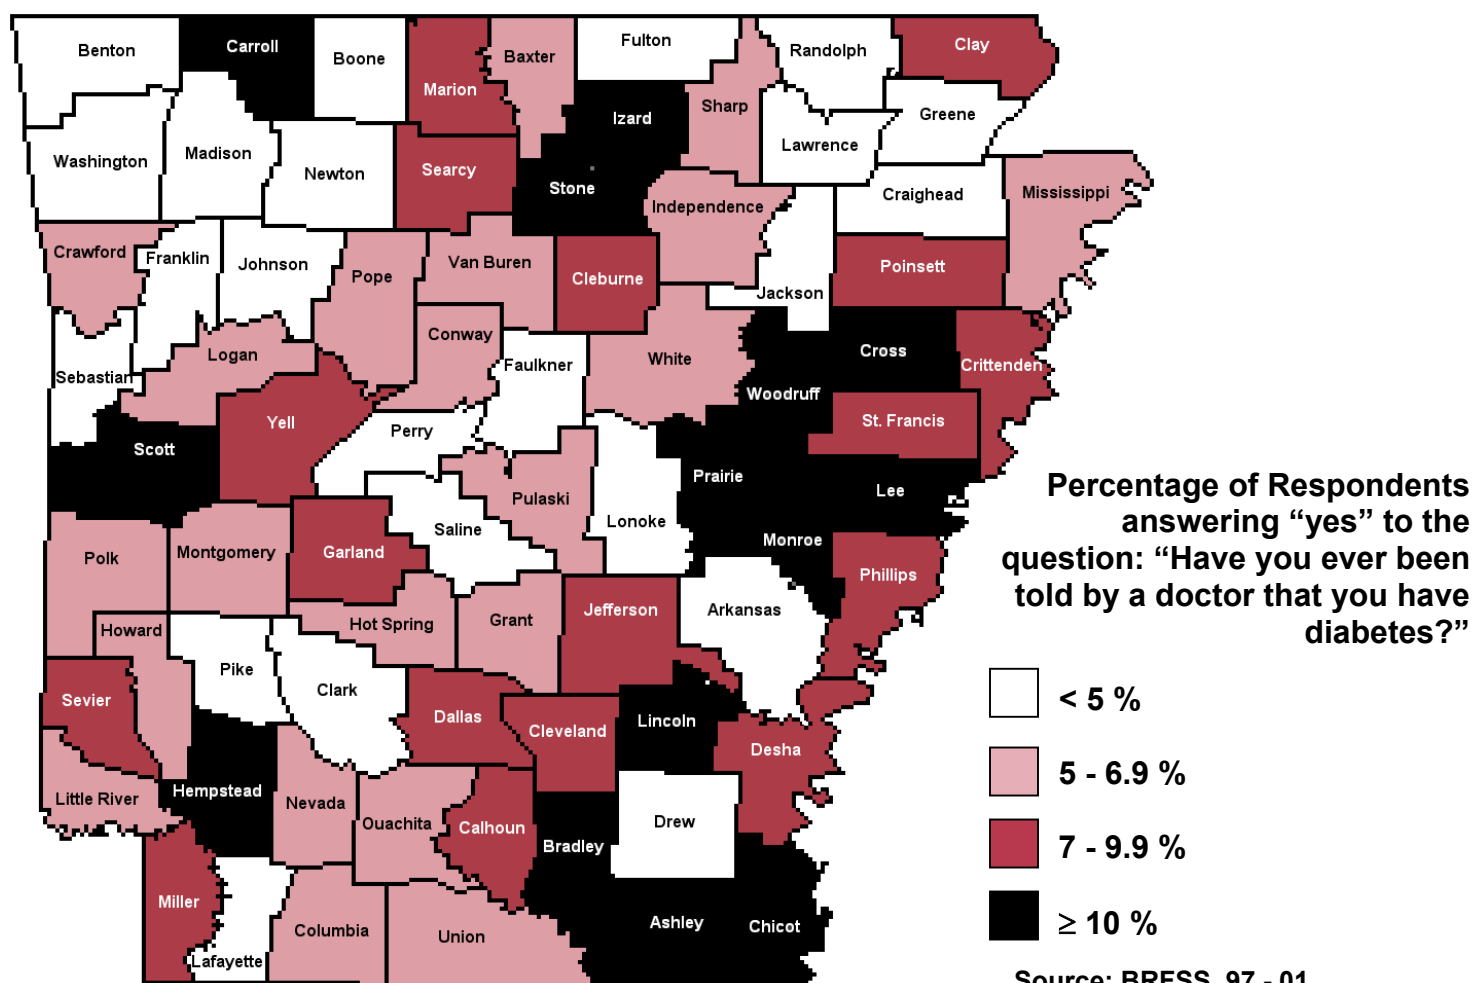 Benton
Carroll
Boone
Marion
Baxter
Fulton
Randolph
Clay
Izard
Sharp
Greene
Washington
Madison
Newton
Searcy
Stone
Lawrence
Craighead
Mississippi
Independence
Crawford
Franklin
Johnson
Pope
Van Buren
Cleburne
Jackson
Poinsett
Logan
Conway
Faulkner
White
Cross
Crittenden
Sebastian
Woodruff
Yell
Perry
St. Francis
Scott
Prairie
Lee
Pulaski
Saline
Lonoke
Monroe
Polk
Montgomery
Garland
Phillips
Howard
Hot Spring
Grant
Jefferson
Arkansas
Pike
Clark
Sevier
Dallas
Cleveland
Lincoln
Desha
Little River
Hempstead
Nevada
Ouachita
Calhoun
Drew
Bradley
Miller
Lafayette
Columbia
Union
Ashley
Chicot
Percentage of Respondents
answering “yes” to the
question: “Have you ever been
told by a doctor that you have
diabetes?”
< 5 %
5 - 6.9 %
7 - 9.9 %
≥ 10 %
Source: BRFSS, 97 - 01